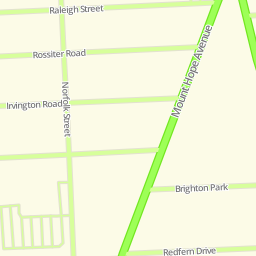 Raleigh Street
Rossiter Road
Mount Hope Avenue
Irvington Road
Norfolk Street
Brighton Park
Redfern Drive